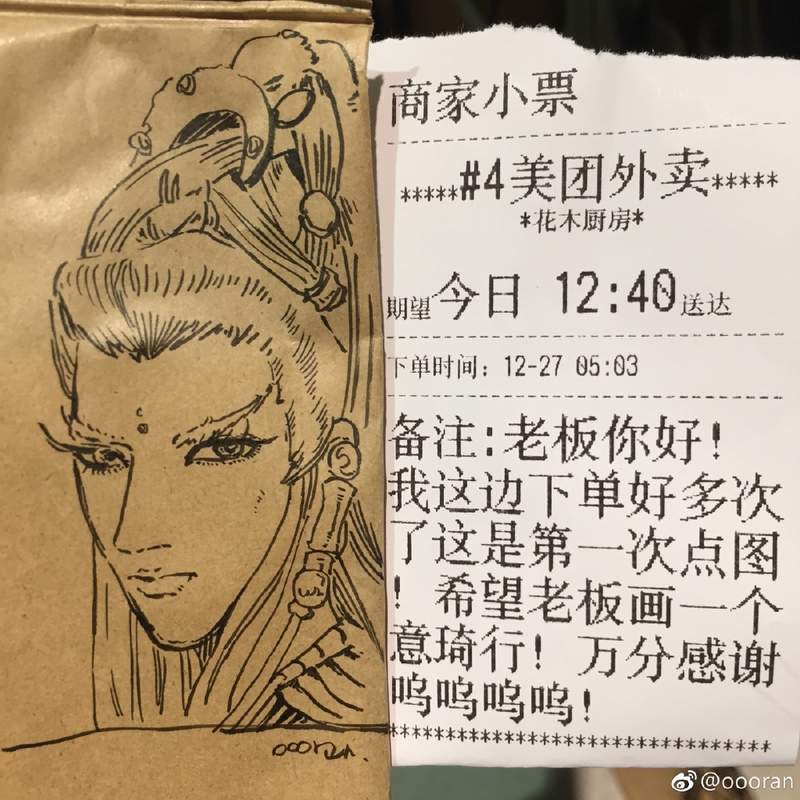 商家小票
*****#4美团外卖*****
*花木厨房*
期望今日 12:40送达
下单时间: 12-27 05:03
备注:老板你好!
我这边下单好多次
了这是第一次点图
! 希望老板画一个
意琦行! 万分感谢
呜呜呜呜!
**********************************
oooran.
@oooran